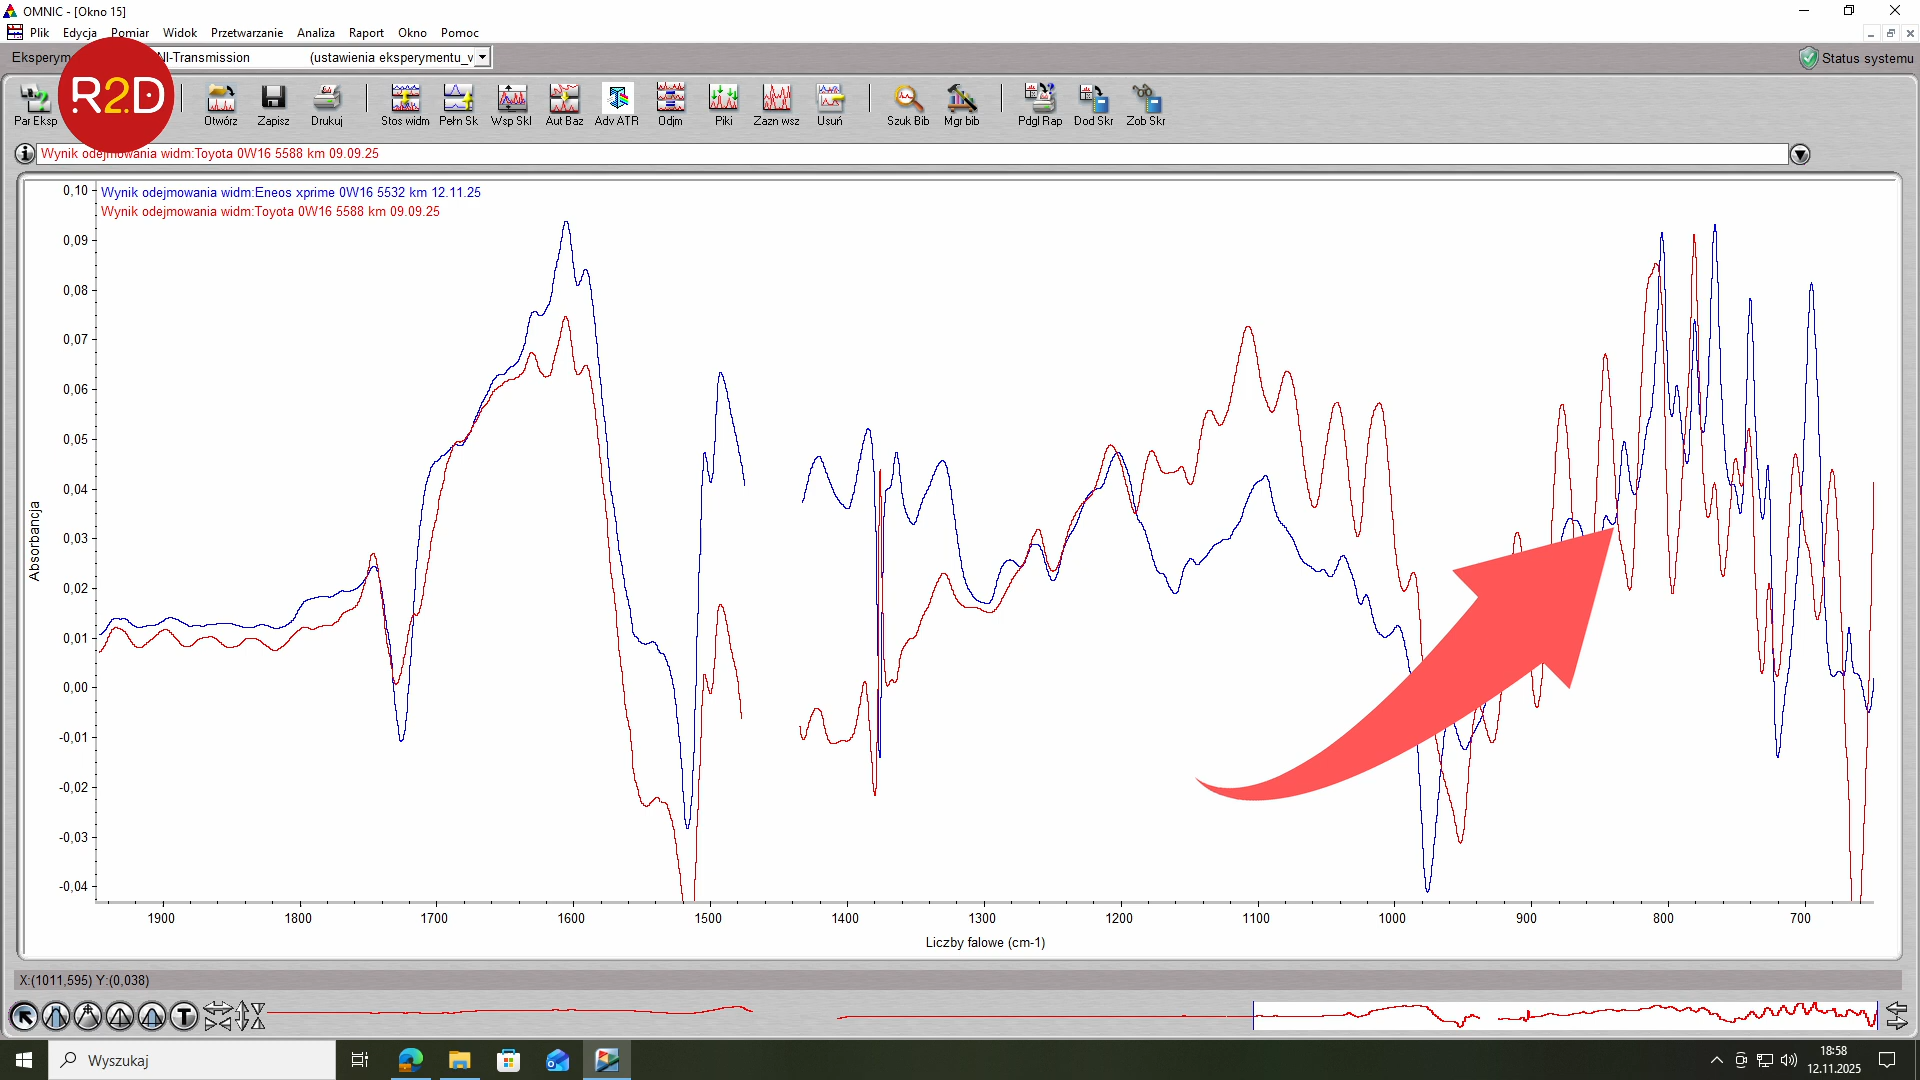 OMNIC - [Okno 15]
Plik Edycja Pomiar Widok Przetwarzanie Analiza Raport Okno Pomoc
(ustawienia eksperymentu_v
Status systemu
R2D
Par Eksp Otwórz Zapisz Drukuj Stos widm Pełn Sk Wsp Skl Aut Baz Adv ATR Odjm Piki Zazn wsz Usuń Szuk Bib Mgr bib Pdgl Rap Dod Skr Zob Skr
Wynik odejmowania widm:Toyota 0W16 5588 km 09.09.25
Wynik odejmowania widm:Eneos xprime 0W16 5532 km 12.11.25
Wynik odejmowania widm:Toyota 0W16 5588 km 09.09.25
0,10
0,09
0,08
0,07
0,06
0,05
0,04
0,03
0,02
0,01
0,00
-0,01
-0,02
-0,03
-0,04
Absorbancja
1900 1800 1700 1600 1500 1400 1300 1200 1100 1000 900 800 700
Liczby falowe (cm-1)
X:(1011,595) Y:(0,038)
T
Wyszukaj
18:58
12.11.2025